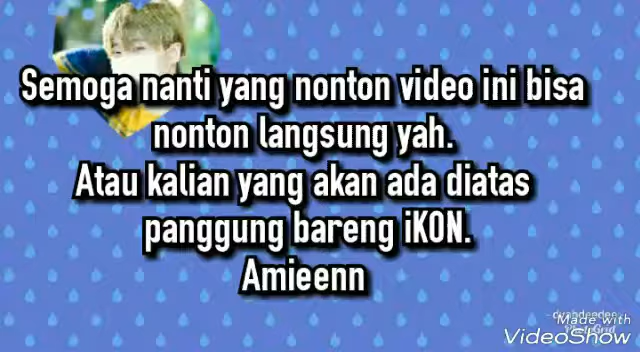 Semoga nanti yang nonton video ini bisa
nonton langsung yah.
Atau kalian yang akan ada diatas
panggung bareng iKON.
Amieenn
Made with
VideoShow